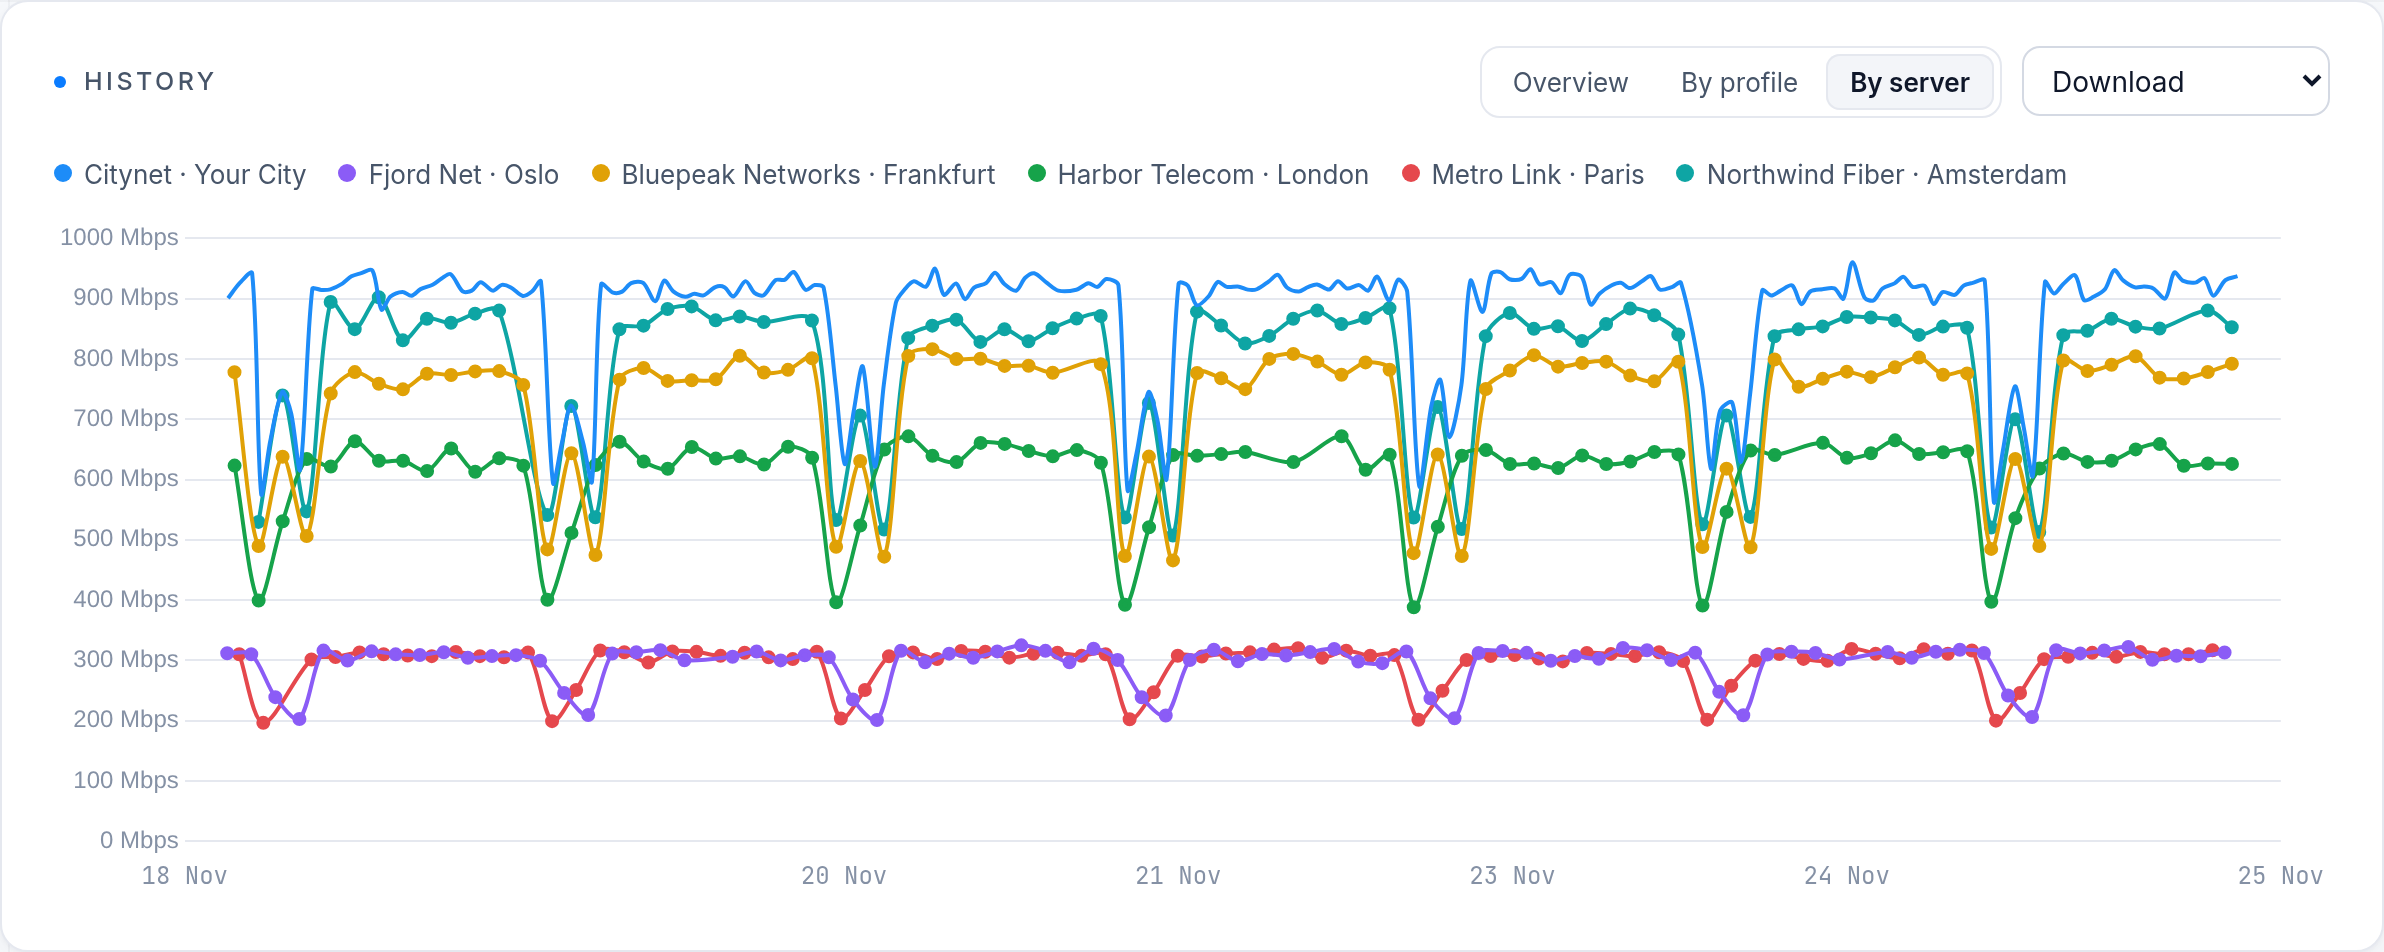 HISTORY
Overview By profile By server Download
Citynet · Your City Fjord Net · Oslo Bluepeak Networks · Frankfurt Harbor Telecom · London Metro Link · Paris Northwind Fiber · Amsterdam
1000 Mbps
900 Mbps
800 Mbps
700 Mbps
600 Mbps
500 Mbps
400 Mbps
300 Mbps
200 Mbps
100 Mbps
0 Mbps
18 Nov 20 Nov 21 Nov 23 Nov 24 Nov 25 Nov